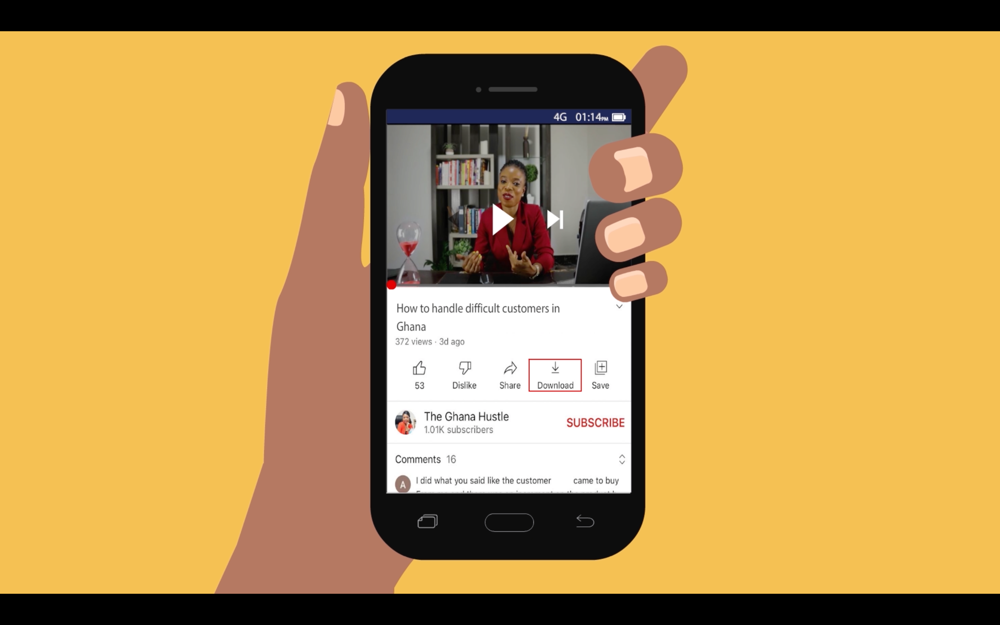 4G 01:14PM
How to handle difficult customers in
Ghana
372 views · 3d ago
53 Dislike Share Download Save
The Ghana Hustle
1.01K subscribers
SUBSCRIBE
Comments 16
A
I did what you said like the customer came to buy